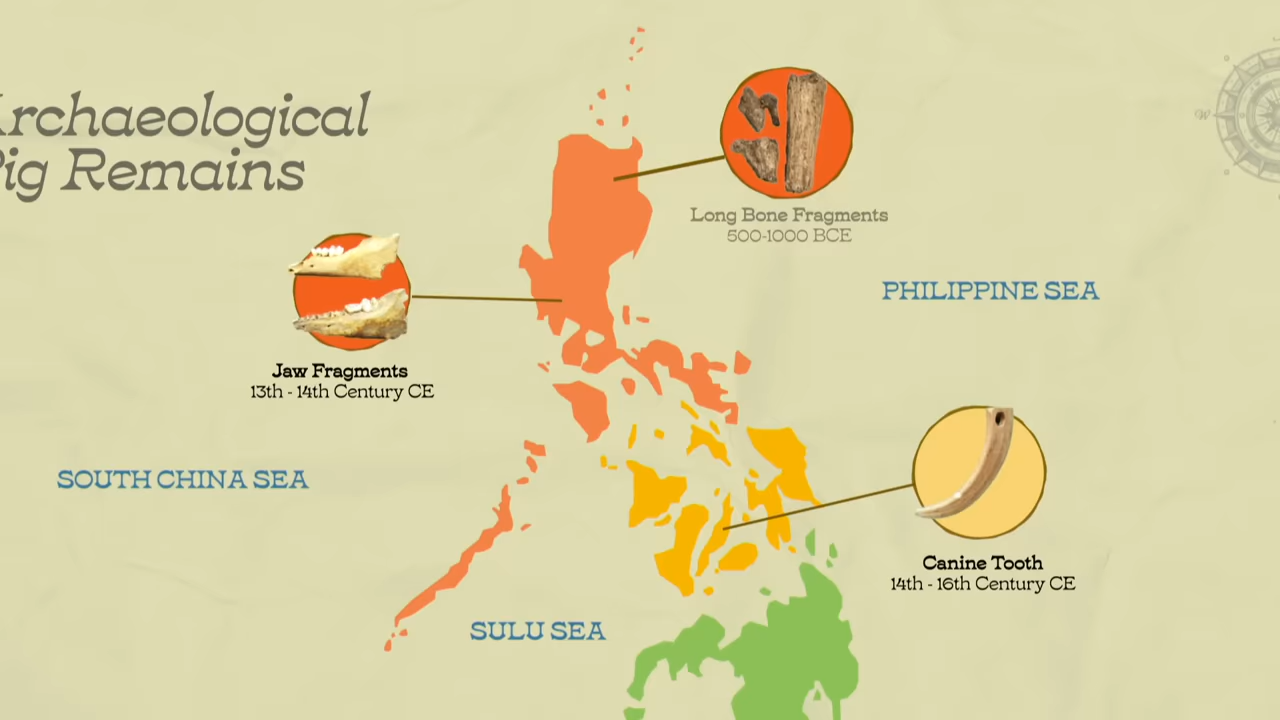 rchaeological
ig Remains
W
Long Bone Fragments
500-1000 BCE
PHILIPPINE SEA
Jaw Fragments
13th - 14th Century CE
SOUTH CHINA SEA
Canine Tooth
14th - 16th Century CE
SULU SEA